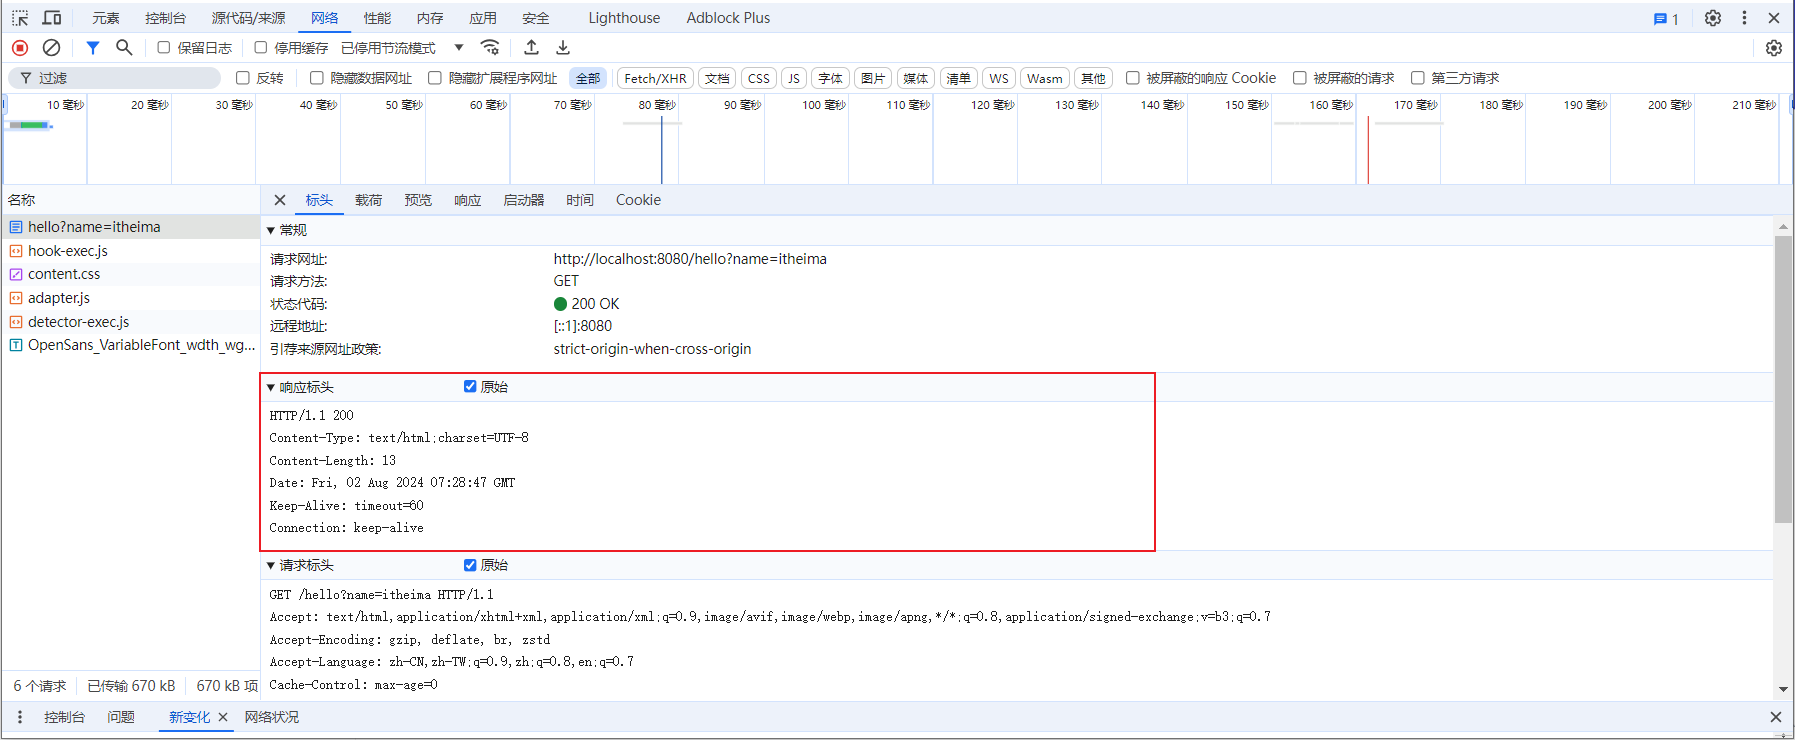 元素 控制台 源代码/来源 网络 性能 内存 应用 安全 Lighthouse Adblock Plus 1
保留日志 停用缓存 已停用节流模式
过滤 反转 隐藏数据网址 隐藏扩展程序网址 全部 Fetch/XHR 文档 CSS JS 字体 图片 媒体 清单 WS Wasm 其他 被屏蔽的响应 Cookie 被屏蔽的请求 第三方请求
10 毫秒 20 毫秒 30 毫秒 40 毫秒 50 毫秒 60 毫秒 70 毫秒 80 毫秒 90 毫秒 100 毫秒 110 毫秒 120 毫秒 130 毫秒 140 毫秒 150 毫秒 160 毫秒 170 毫秒 180 毫秒 190 毫秒 200 毫秒 210 毫秒
名称
hello?name=itheima
hook-exec.js
content.css
adapter.js
detector-exec.js
OpenSans_VariableFont_wdth_wg...
6 个请求 已传输 670 kB 670 kB 项
标头 载荷 预览 响应 启动器 时间 Cookie
常规
请求网址: http://localhost:8080/hello?name=itheima
请求方法: GET
状态代码: 200 OK
远程地址: [::1]:8080
引荐来源网址政策: strict-origin-when-cross-origin
响应标头 原始
HTTP/1.1 200
Content-Type: text/html;charset=UTF-8
Content-Length: 13
Date: Fri, 02 Aug 2024 07:28:47 GMT
Keep-Alive: timeout=60
Connection: keep-alive
请求标头 原始
GET /hello?name=itheima HTTP/1.1
Accept: text/html,application/xhtml+xml,application/xml;q=0.9,image/avif,image/webp,image/apng,*/*;q=0.8,application/signed-exchange;v=b3;q=0.7
Accept-Encoding: gzip, deflate, br, zstd
Accept-Language: zh-CN,zh-TW;q=0.9,zh;q=0.8,en;q=0.7
Cache-Control: max-age=0
控制台 问题 新变化 网络状况